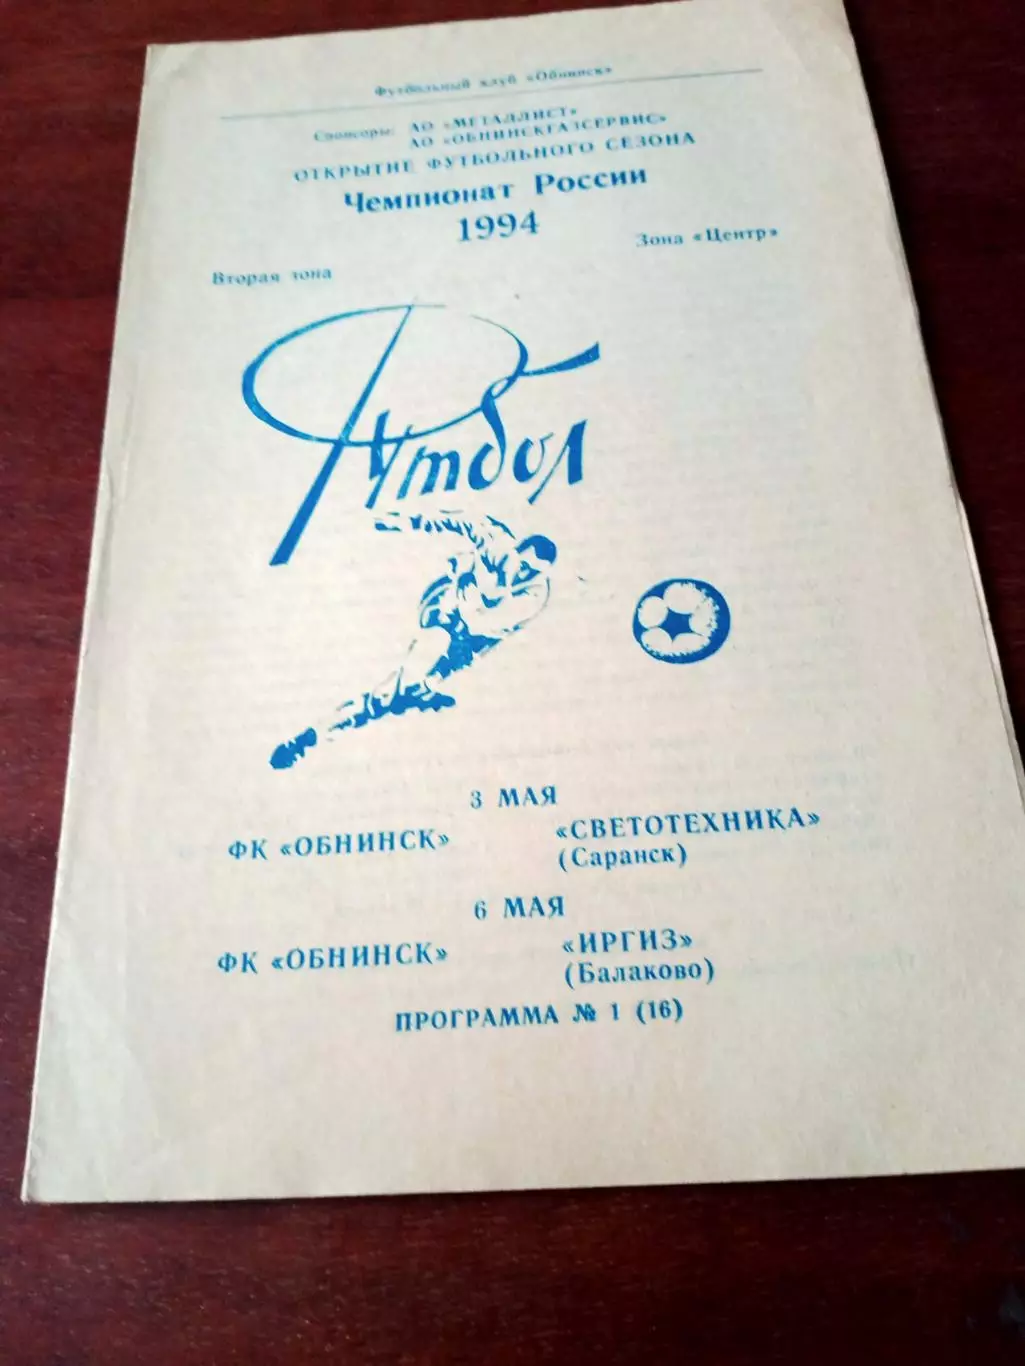 Футбольный клуб «Обнинск»
Спонсоры: АО «МЕТАЛЛИСТ»
АО «ОБНИНСКГАЗСЕРВИС»
ОТКРЫТИЕ ФУТБОЛЬНОГО СЕЗОНА
Чемпионат России
1994
Вторая зона
Зона «Центр»
Футбол
3 МАЯ
ФК «ОБНИНСК» «СВЕТОТЕХНИКА»
(Саранск)
6 МАЯ
ФК «ОБНИНСК» «ИРГИЗ»
(Балаково)
ПРОГРАММА № 1 (16)